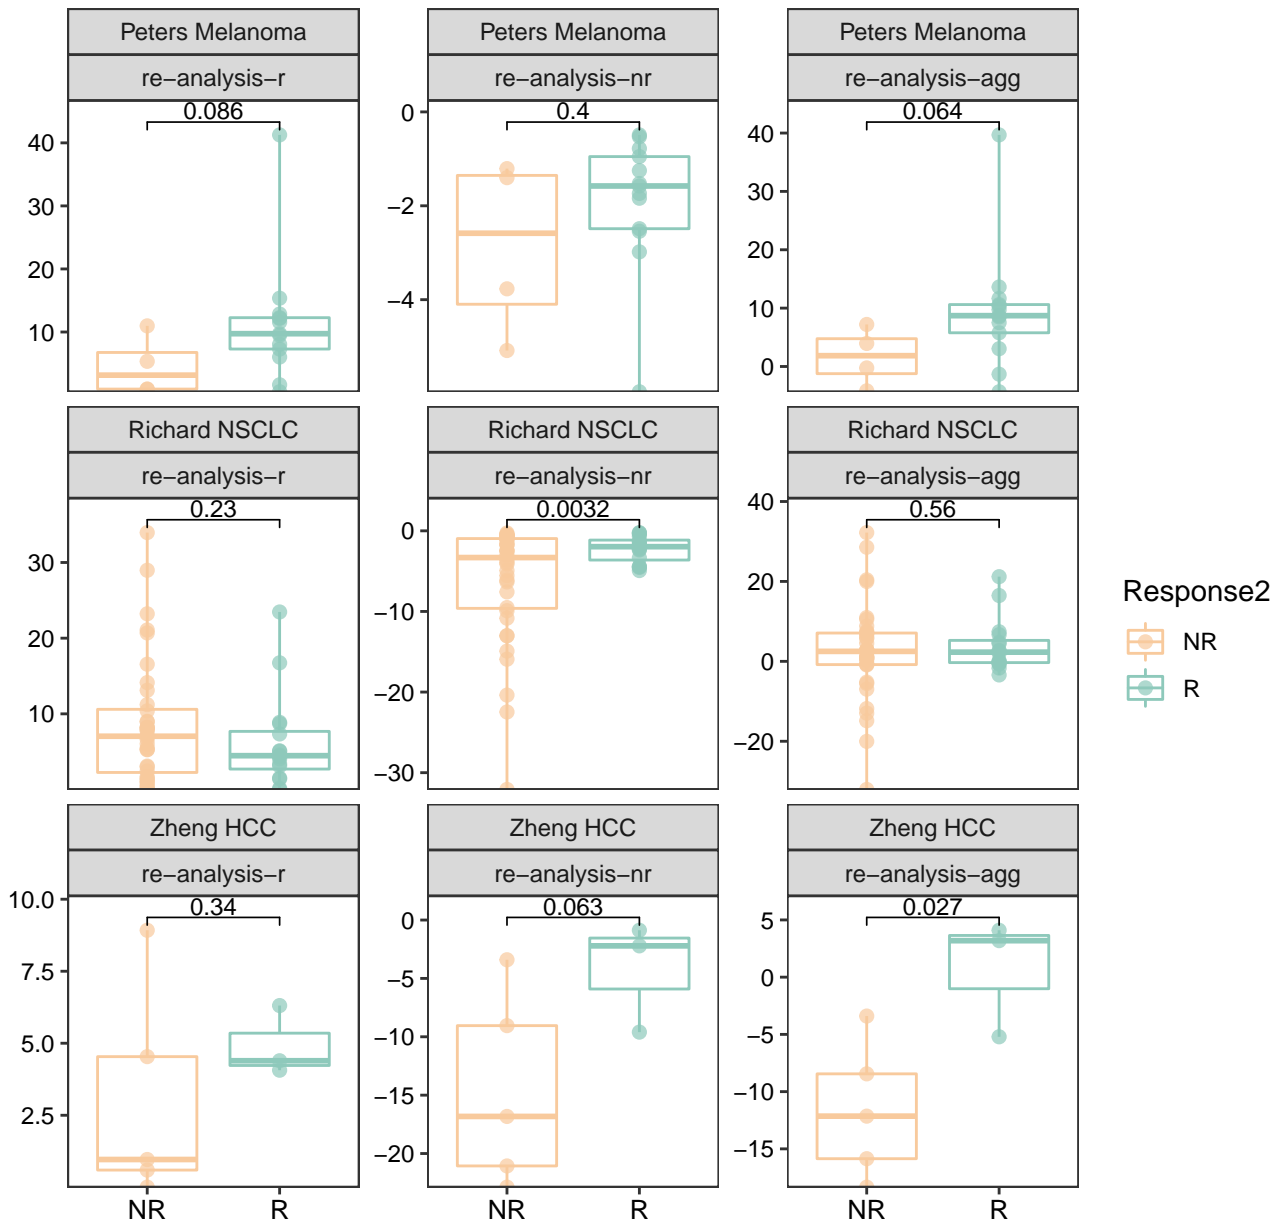 Peters Melanoma
Peters Melanoma
Peters Melanoma
re−analysis−r
re−analysis−nr
re−analysis−agg
0.086
0.4
0.064
40
30
20
10
0
−2
−4
40
30
20
10
0
Richard NSCLC
Richard NSCLC
Richard NSCLC
re−analysis−r
re−analysis−nr
re−analysis−agg
0.23
0.0032
0.56
30
20
10
0
−10
−20
−30
40
20
0
−20
Response2
NR
R
Zheng HCC
Zheng HCC
Zheng HCC
re−analysis−r
re−analysis−nr
re−analysis−agg
0.34
0.063
0.027
10.0
7.5
5.0
2.5
0
−5
−10
−15
−20
5
0
−5
−10
−15
NR R
NR R
NR R